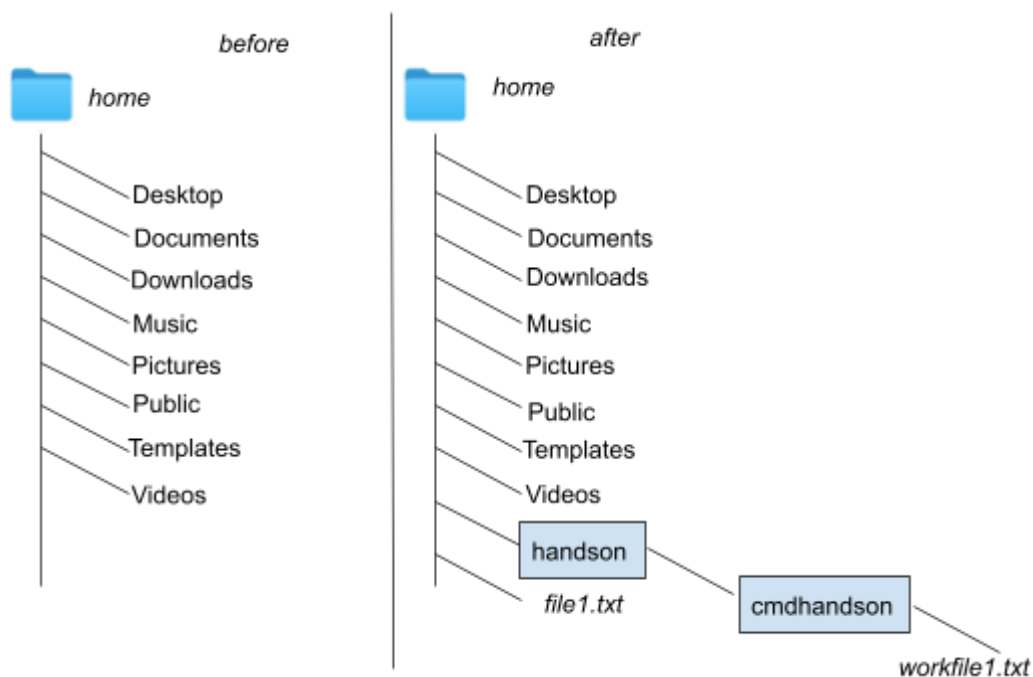 before
home
Desktop
Documents
Downloads
Music
Pictures
Public
Templates
Videos
after
home
Desktop
Documents
Downloads
Music
Pictures
Public
Templates
Videos
handson
file1.txt
cmdhandson
workfile1.txt